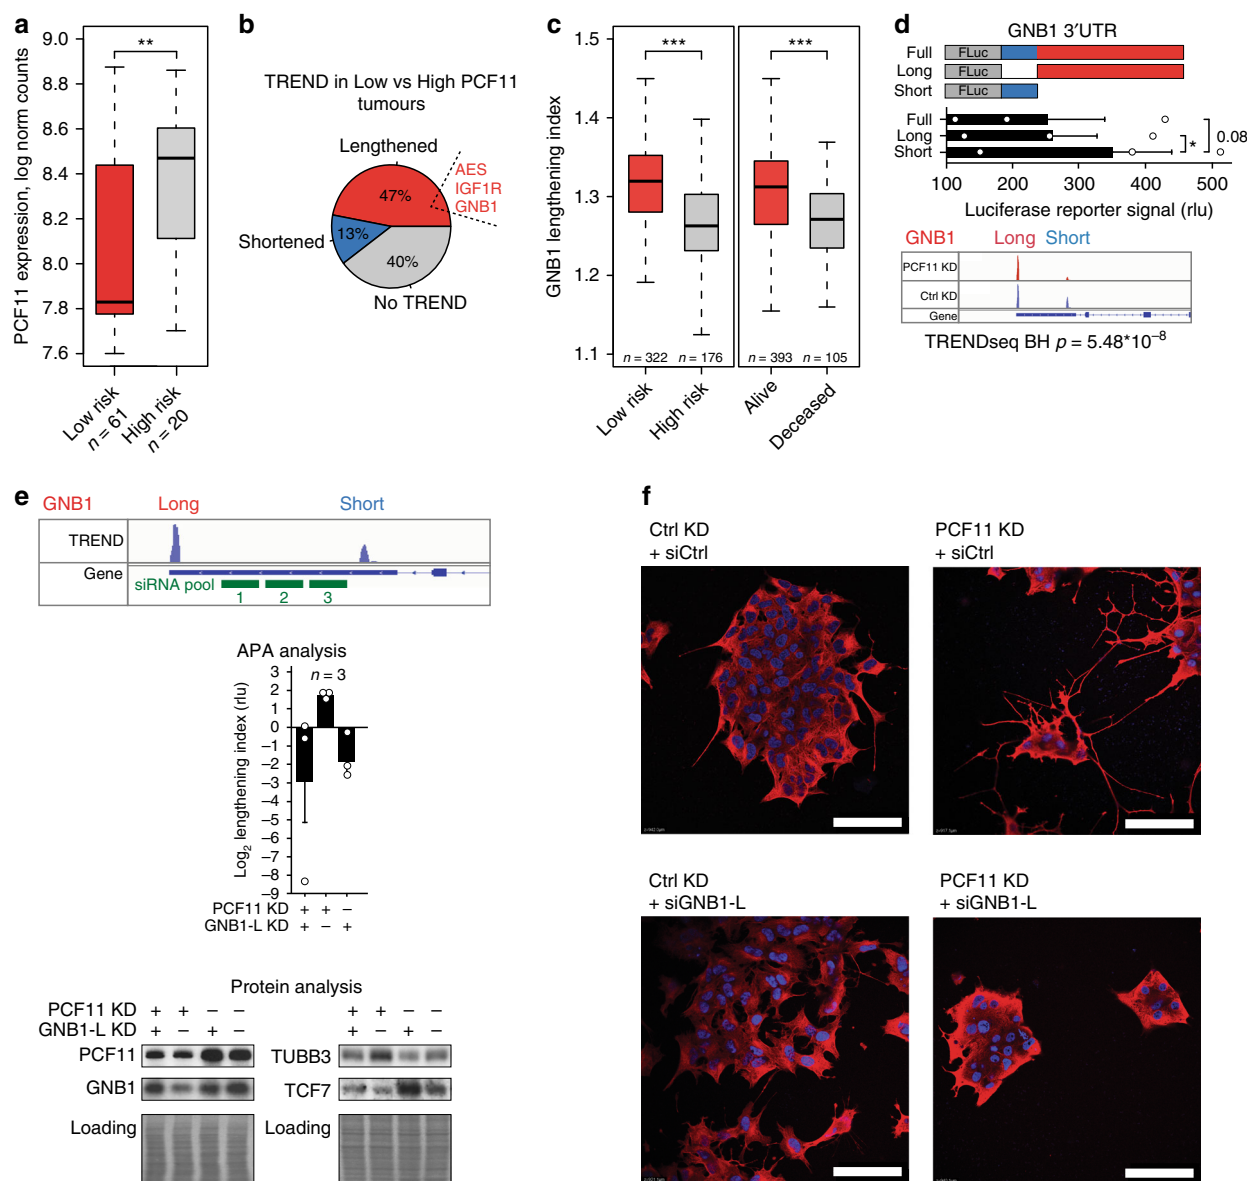 a
PCF11 expression, log norm counts
9.0
8.8
8.6
8.4
8.2
8.0
7.8
7.6
**
Low risk
n = 61
High risk
n = 20
b
TREND in Low vs High PCF11
tumours
Lengthened
47%
AES
IGF1R
GNB1
Shortened
13%
40%
No TREND
c
GNB1 lengthening index
1.5
1.4
1.3
1.2
1.1
***
***
n = 322
n = 176
n = 393
n = 105
Low risk
High risk
Alive
Deceased
d
GNB1 3′UTR
Full
FLuc
Long
FLuc
Short
FLuc
Full
Long
Short
0.08
*
100 200 300 400 500
Luciferase reporter signal (rlu)
GNB1 Long Short
PCF11 KD
Ctrl KD
Gene
TRENDseq BH p = 5.48*10–8
e
GNB1 Long Short
TREND
Gene
siRNA pool
1 2 3
APA analysis
n = 3
Log2 lengthening index (rlu)
3
2
1
0
–1
–2
–3
–4
–5
–6
–7
–8
–9
PCF11 KD + + –
GNB1-L KD + – +
Protein analysis
PCF11 KD + + – – + + – –
GNB1-L KD + – + – + – + –
PCF11 TUBB3
GNB1 TCF7
Loading Loading
f
Ctrl KD
+ siCtrl
PCF11 KD
+ siCtrl
Ctrl KD
+ siGNB1-L
PCF11 KD
+ siGNB1-L